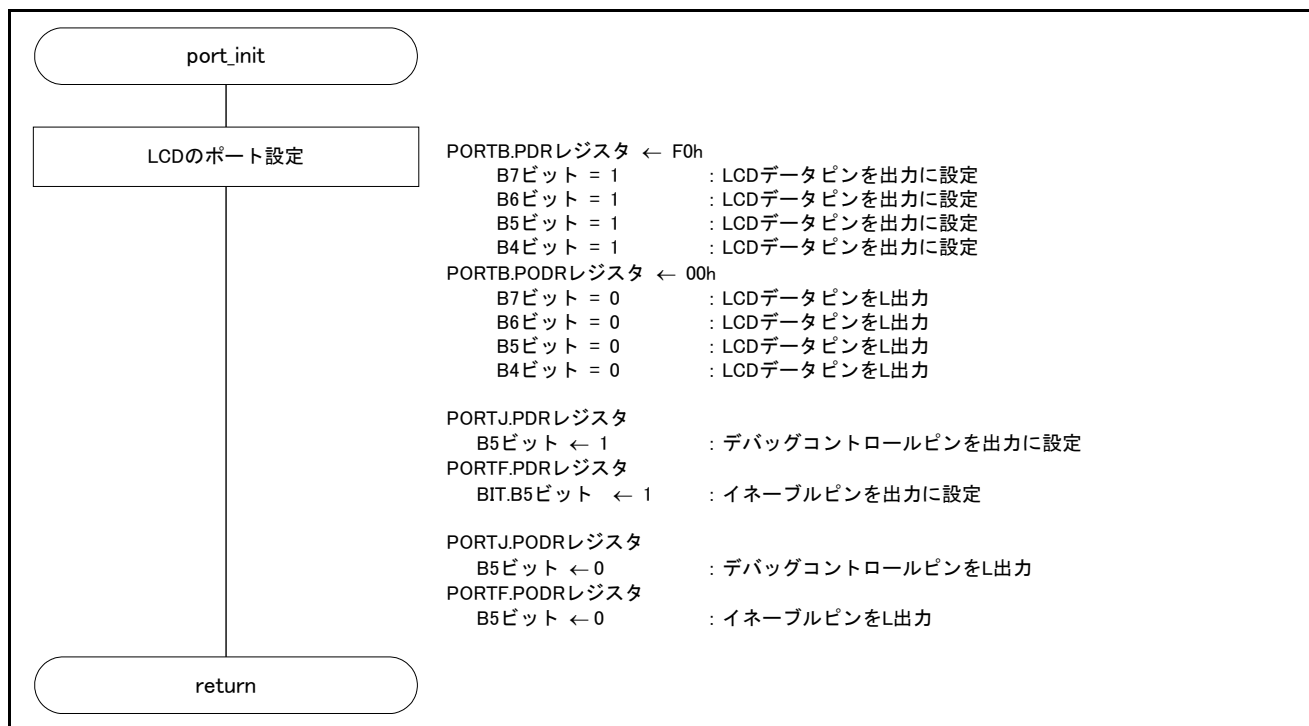 port_init
LCDのポート設定
PORTB.PDRレジスタ ← F0h
B7ビット = 1 : LCDデータピンを出力に設定
B6ビット = 1 : LCDデータピンを出力に設定
B5ビット = 1 : LCDデータピンを出力に設定
B4ビット = 1 : LCDデータピンを出力に設定
PORTB.PODRレジスタ ← 00h
B7ビット = 0 : LCDデータピンをL出力
B6ビット = 0 : LCDデータピンをL出力
B5ビット = 0 : LCDデータピンをL出力
B4ビット = 0 : LCDデータピンをL出力
PORTJ.PDRレジスタ
B5ビット ← 1 : デバッグコントロールピンを出力に設定
PORTF.PDRレジスタ
BIT.B5ビット ← 1 : イネーブルピンを出力に設定
PORTJ.PODRレジスタ
B5ビット ← 0 : デバッグコントロールピンをL出力
PORTF.PODRレジスタ
B5ビット ← 0 : イネーブルピンをL出力
return